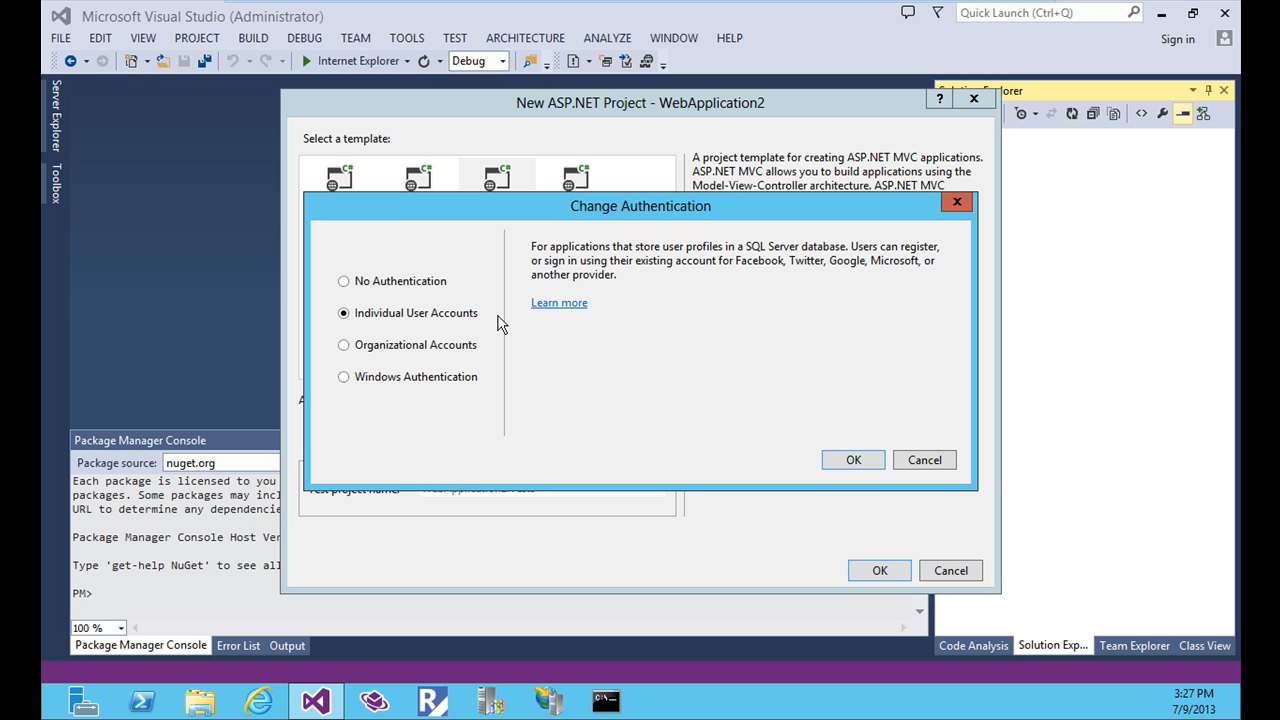 Microsoft Visual Studio (Administrator)
Quick Launch (Ctrl+Q)
FILE EDIT VIEW PROJECT BUILD DEBUG TEAM TOOLS TEST ARCHITECTURE ANALYZE WINDOW HELP
Sign in
Internet Explorer Debug
Server Explorer
Toolbox
New ASP.NET Project - WebApplication2
?
Explorer
Select a template:
C# C# C# C#
A project template for creating ASP.NET MVC applications.
ASP.NET MVC allows you to build applications using the
Model-View-Controller architecture. ASP.NET MVC
Change Authentication
No Authentication
Individual User Accounts
Organizational Accounts
Windows Authentication
For applications that store user profiles in a SQL Server database. Users can register,
or sign in using their existing account for Facebook, Twitter, Google, Microsoft, or
another provider.
Learn more
OK Cancel
OK Cancel
Package Manager Console
Package source: nuget.org
Each package is licensed to you
packages. Some packages may incl
URL to determine any dependencie
Package Manager Console Host Ver
Type 'get-help NuGet' to see all
PM>
100 %
Package Manager Console Error List Output
Code Analysis Solution Exp... Team Explorer Class View
3:27 PM
7/9/2013